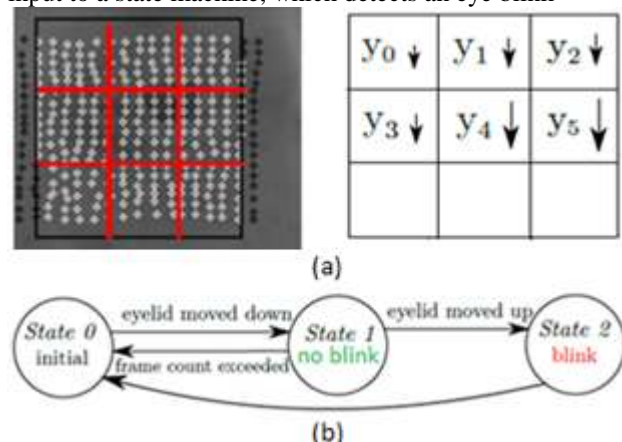 input to a state machine, which detects an eye blink
y0 y1 y2
y3 y4 y5
(a)
eyelid moved down
eyelid moved up
State 0
State 1
State 2
initial
no blink
blink
frame count exceeded
(b)